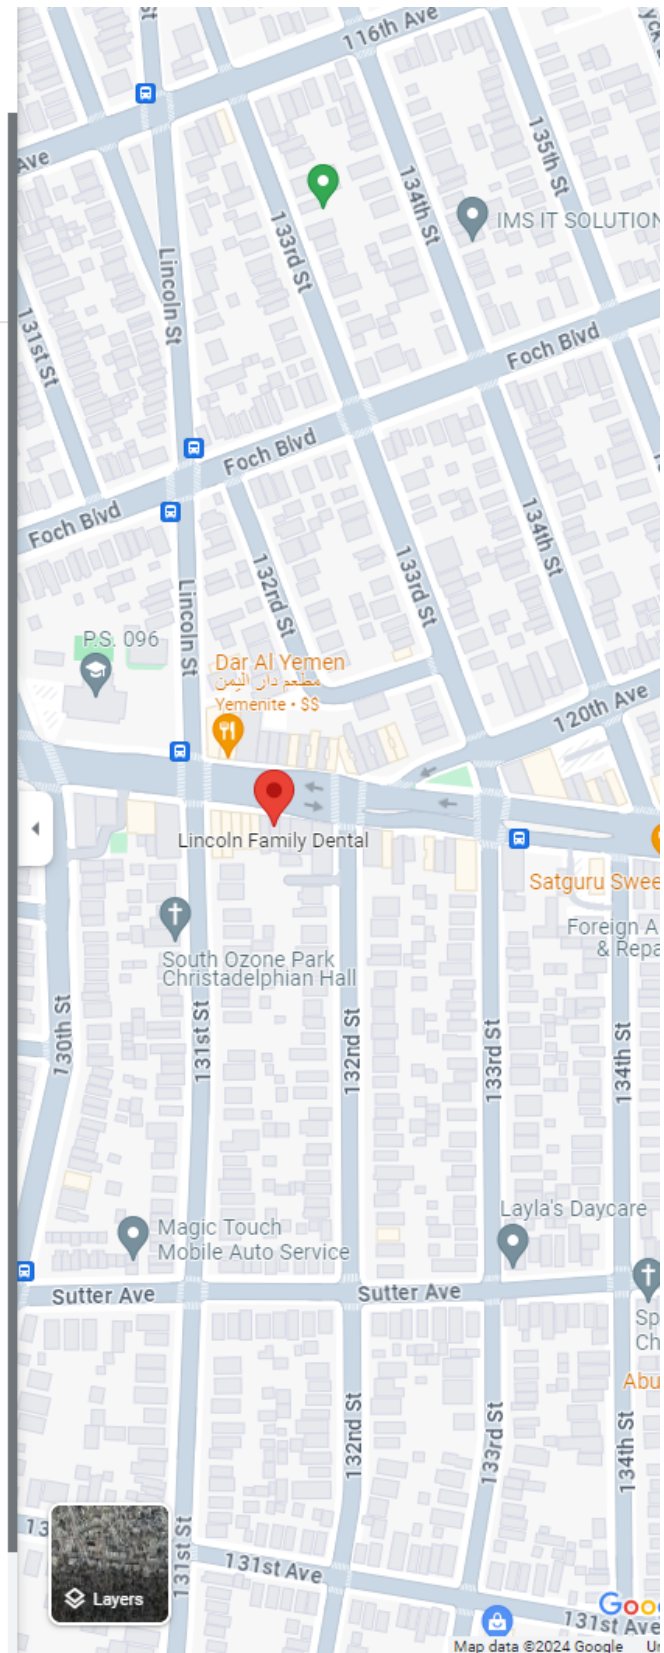 116th Ave
135th St
134th St
IMS IT SOLUTION
133rd St
Ave
Lincoln St
131st St
Foch Blvd
Foch Blvd
Foch Blvd
134th St
133rd St
132nd St
Lincoln St
P.S. 096
Dar Al Yemen
مطعم دار اليمن
Yemenite • $$
120th Ave
Lincoln Family Dental
Satguru Swee
Foreign A
& Repa
South Ozone Park
Christadelphian Hall
130th St
131st St
132nd St
133rd St
134th St
Layla's Daycare
Magic Touch
Mobile Auto Service
Sutter Ave
Sutter Ave
Sp
Ch
Abu
132nd St
133rd St
134th St
13
131st St
131st Ave
Layers
131st Ave
Goo
Map data ©2024 Google